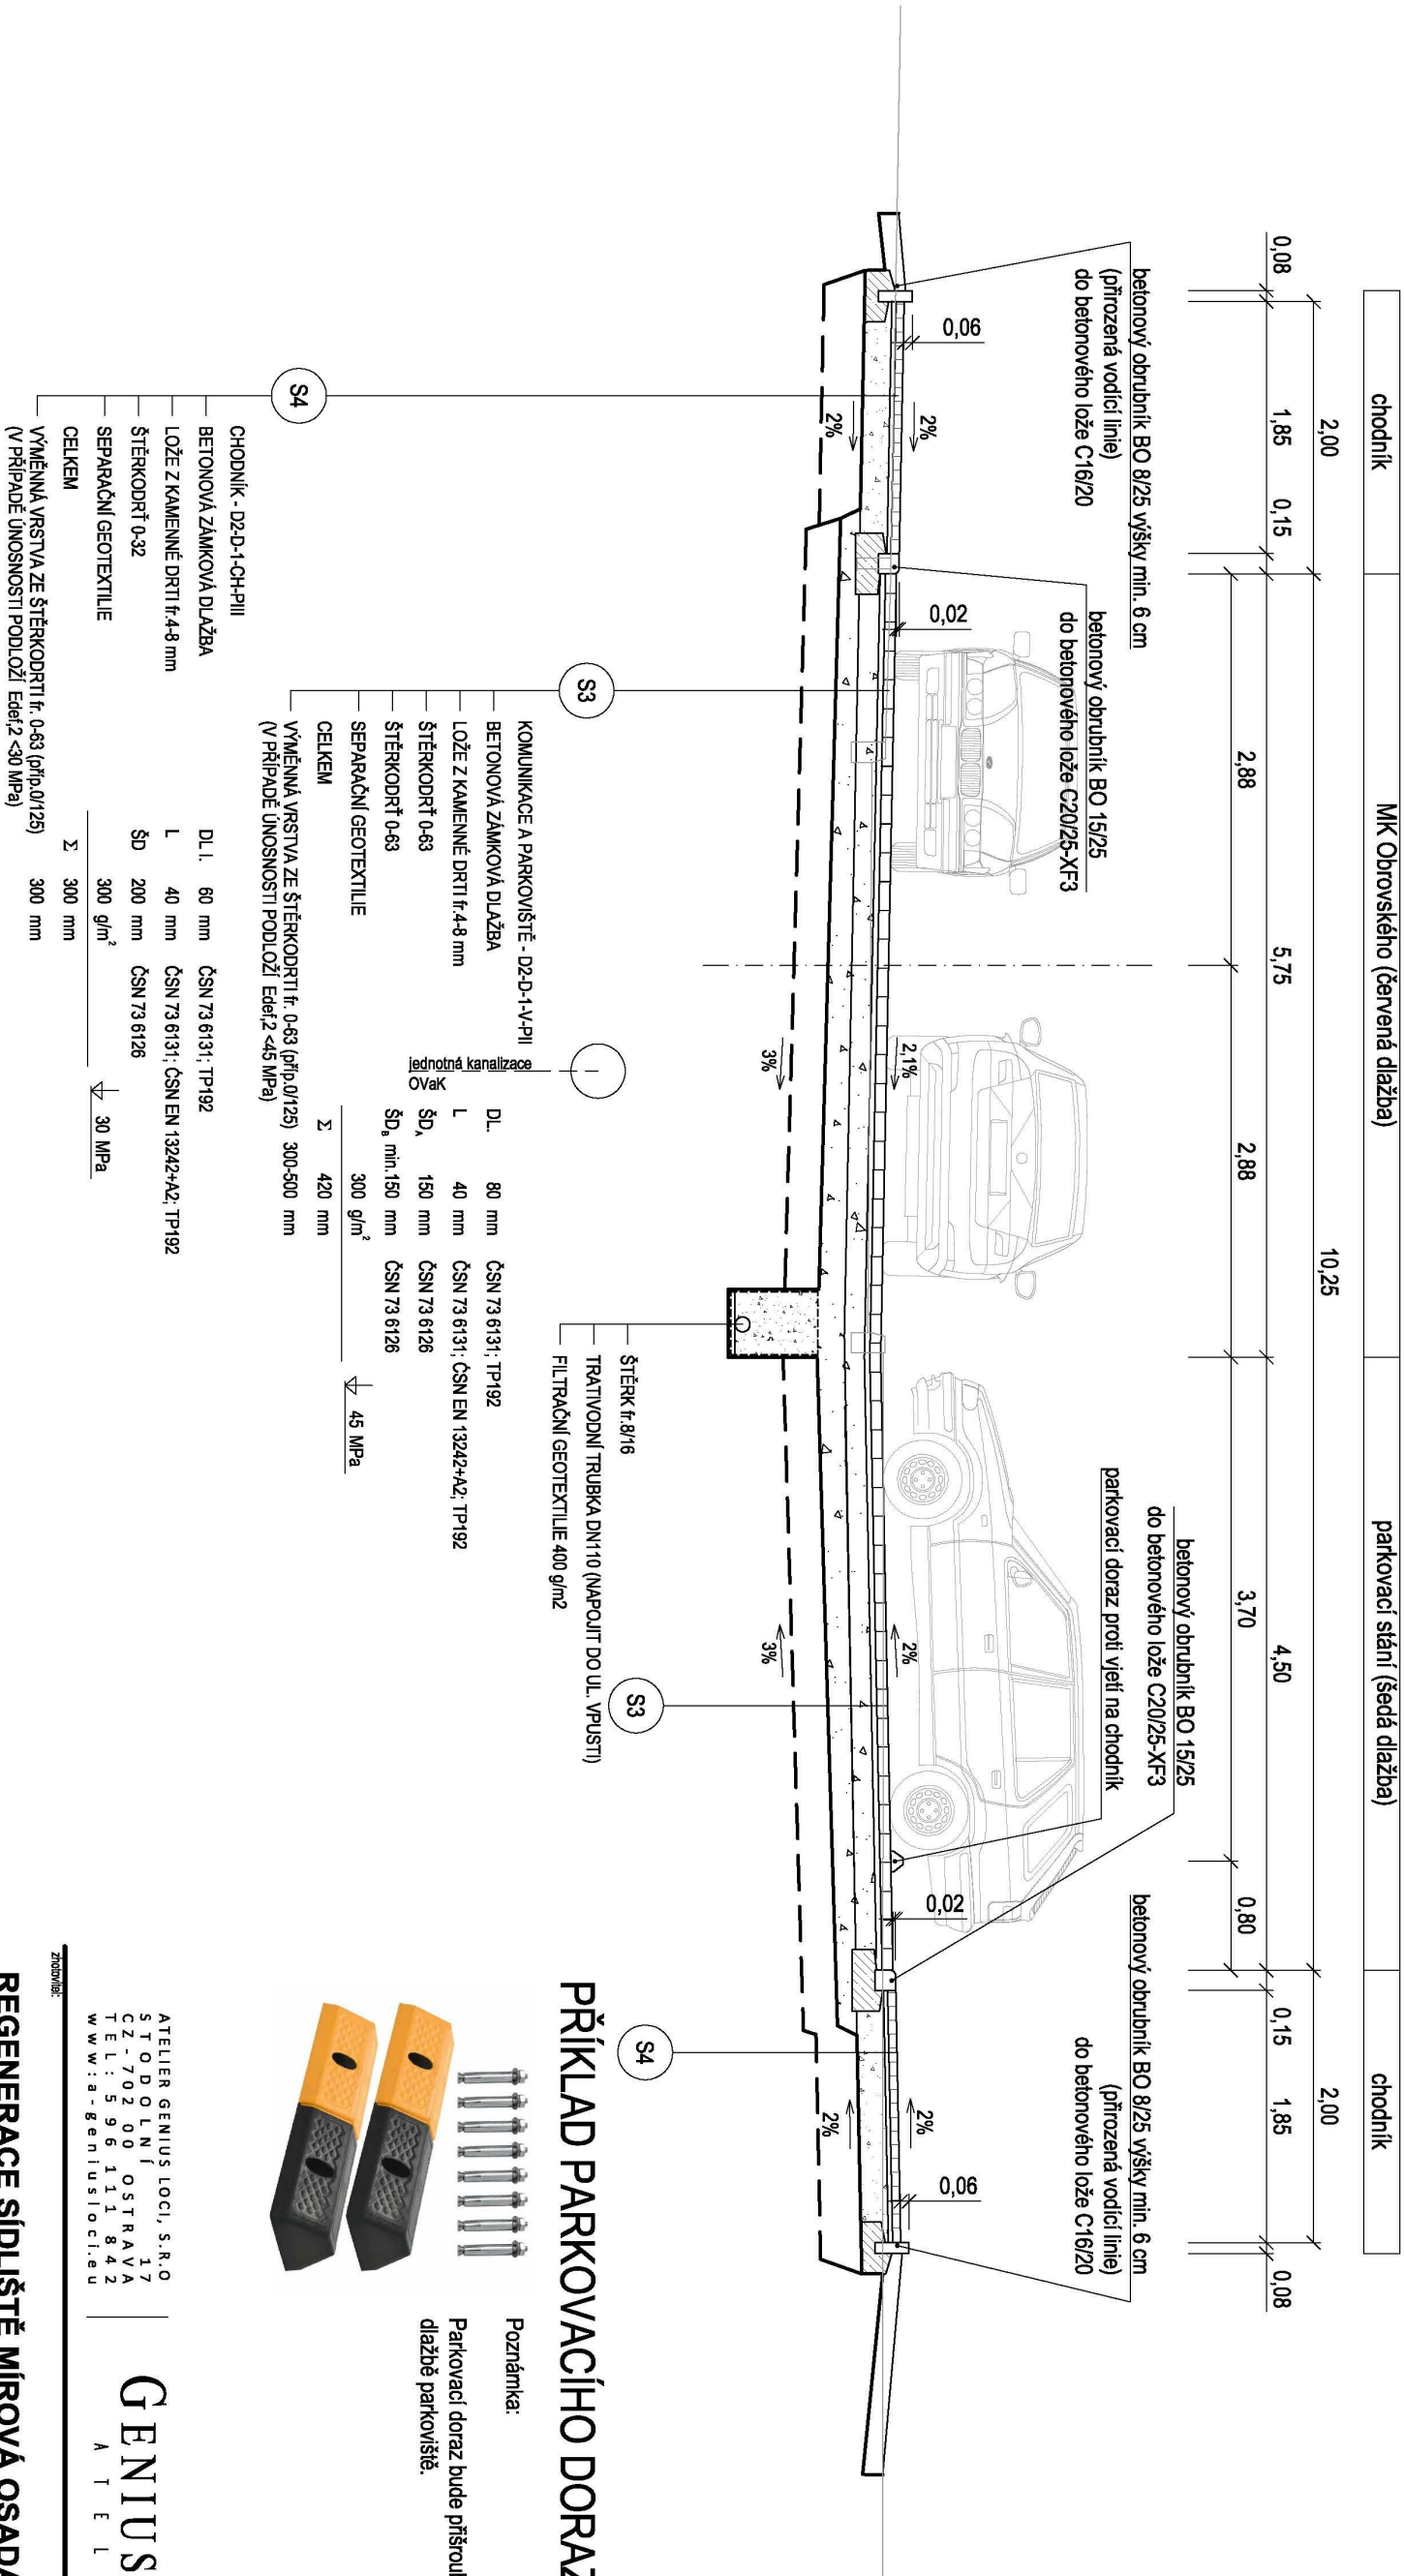 chodník
MK Obrovského (červená dlažba)
parkovací stání (šedá dlažba)
chodník
2,00
10,25
2,00
0,08
1,85
0,15
5,75
4,50
0,15
1,85
0,08
2,88
2,88
3,70
0,80
betonový obrubník BO 8/25 výšky min. 6 cm
(přirozená vodící linie)
do betonového lože C16/20
betonový obrubník BO 15/25
do betonového lože C20/25-XF3
betonový obrubník BO 15/25
do betonového lože C20/25-XF3
parkovací doraz proti vjetí na chodník
betonový obrubník BO 8/25 výšky min. 6 cm
(přirozená vodící linie)
do betonového lože C16/20
0,06
0,02
0,02
0,06
2%
2,1%
2%
2%
2%
3%
3%
2%
S4
S3
S3
S4
ŠTĚRK fr.8/16
TRATIVODNÍ TRUBKA DN110 (NAPOJIT DO UL. VPUSTI)
FILTRAČNÍ GEOTEXTILIE 400 g/m2
jednotná kanalizace
OVaK
KOMUNIKACE A PARKOVIŠTĚ - D2-D-1-V-PII
BETONOVÁ ZÁMKOVÁ DLAŽBA DL. 80 mm ČSN 73 6131; TP192
LOŽE Z KAMENNÉ DRTI fr.4-8 mm L 40 mm ČSN 73 6131; ČSN EN 13242+A2; TP192
ŠTĚRKODRŤ 0-63 ŠDA 150 mm ČSN 73 6126
ŠTĚRKODRŤ 0-63 ŠDB min.150 mm ČSN 73 6126
SEPARAČNÍ GEOTEXTILIE 300 g/m²
CELKEM Σ 420 mm 45 MPa
VÝMĚNNÁ VRSTVA ZE ŠTĚRKODRTI fr. 0-63 (příp.0/125) 300-500 mm
(V PŘÍPADĚ ÚNOSNOSTI PODLOŽÍ Edef,2 <45 MPa)
CHODNÍK - D2-D-1-CH-PIII
BETONOVÁ ZÁMKOVÁ DLAŽBA DL I. 60 mm ČSN 73 6131; TP192
LOŽE Z KAMENNÉ DRTI fr.4-8 mm L 40 mm ČSN 73 6131; ČSN EN 13242+A2; TP192
ŠTĚRKODRŤ 0-32 ŠD 200 mm ČSN 73 6126
SEPARAČNÍ GEOTEXTILIE 300 g/m²
CELKEM Σ 300 mm 30 MPa
VÝMĚNNÁ VRSTVA ZE ŠTĚRKODRTI fr. 0-63 (příp.0/125) 300 mm
(V PŘÍPADĚ ÚNOSNOSTI PODLOŽÍ Edef,2 <30 MPa)
PŘÍKLAD PARKOVACÍHO DORAZ
Poznámka:
Parkovací doraz bude přišroub
dlažbě parkoviště.
ATELIER GENIUS LOCI, S.R.O
STODOLNÍ 17
CZ-702 00 OSTRAVA
TEL: 596 111 842
www:a-geniusloci.eu
GENIUS
ATEL
zhotovitel:
REGENERACE SÍDLIŠTĚ MÍROVÁ OSADA